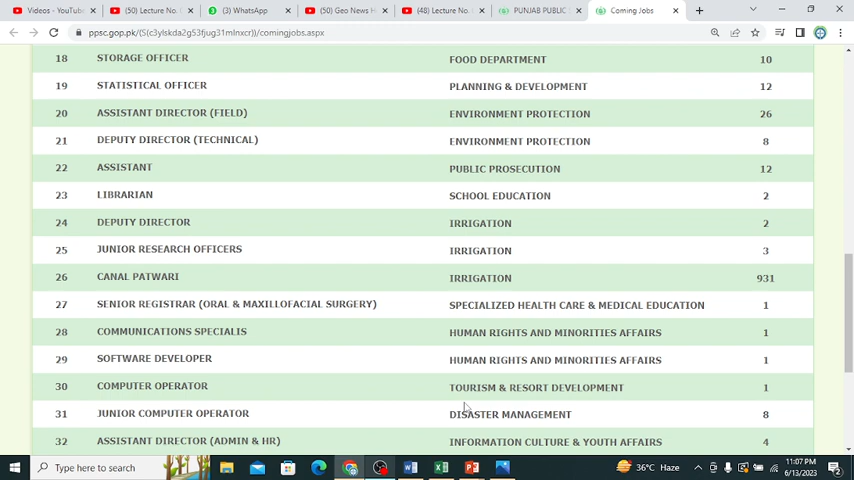 Videos - YouTube
(50) Lecture No.
(3) WhatsApp
(50) Geo News H
(48) Lecture No.
PUNJAB PUBLIC
Coming Jobs
ppsc.gop.pk/(S(c3ylskda2g53fjug31mlnxcr))/comingjobs.aspx
18 STORAGE OFFICER FOOD DEPARTMENT 10
19 STATISTICAL OFFICER PLANNING & DEVELOPMENT 12
20 ASSISTANT DIRECTOR (FIELD) ENVIRONMENT PROTECTION 26
21 DEPUTY DIRECTOR (TECHNICAL) ENVIRONMENT PROTECTION 8
22 ASSISTANT PUBLIC PROSECUTION 12
23 LIBRARIAN SCHOOL EDUCATION 2
24 DEPUTY DIRECTOR IRRIGATION 2
25 JUNIOR RESEARCH OFFICERS IRRIGATION 3
26 CANAL PATWARI IRRIGATION 931
27 SENIOR REGISTRAR (ORAL & MAXILLOFACIAL SURGERY) SPECIALIZED HEALTH CARE & MEDICAL EDUCATION 1
28 COMMUNICATIONS SPECIALIS HUMAN RIGHTS AND MINORITIES AFFAIRS 1
29 SOFTWARE DEVELOPER HUMAN RIGHTS AND MINORITIES AFFAIRS 1
30 COMPUTER OPERATOR TOURISM & RESORT DEVELOPMENT 1
31 JUNIOR COMPUTER OPERATOR DISASTER MANAGEMENT 8
32 ASSISTANT DIRECTOR (ADMIN & HR) INFORMATION CULTURE & YOUTH AFFAIRS 4
Type here to search
36°C Haze
11:07 PM
6/13/2023
2